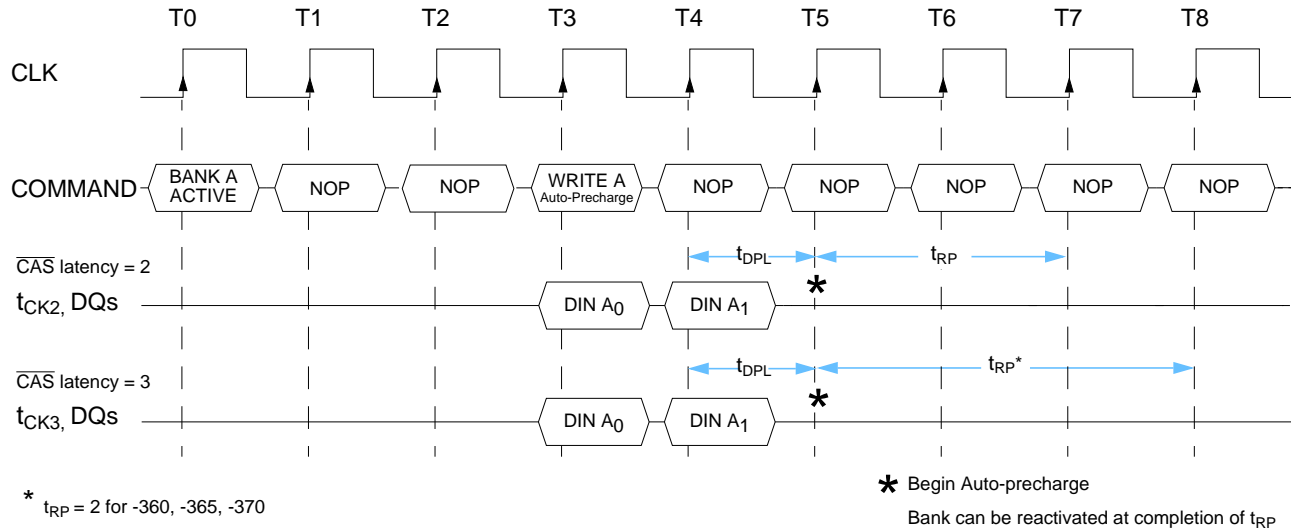 T0 T1 T2 T3 T4 T5 T6 T7 T8
CLK
COMMAND
BANK A
ACTIVE
NOP
NOP
WRITE A
Auto-Precharge
NOP
NOP
NOP
NOP
NOP
CAS latency = 2
tCK2, DQs
DIN A0
DIN A1
tDPL
tRP
*
CAS latency = 3
tCK3, DQs
DIN A0
DIN A1
tDPL
tRP*
*
* tRP = 2 for -360, -365, -370
* Begin Auto-precharge
Bank can be reactivated at completion of tRP